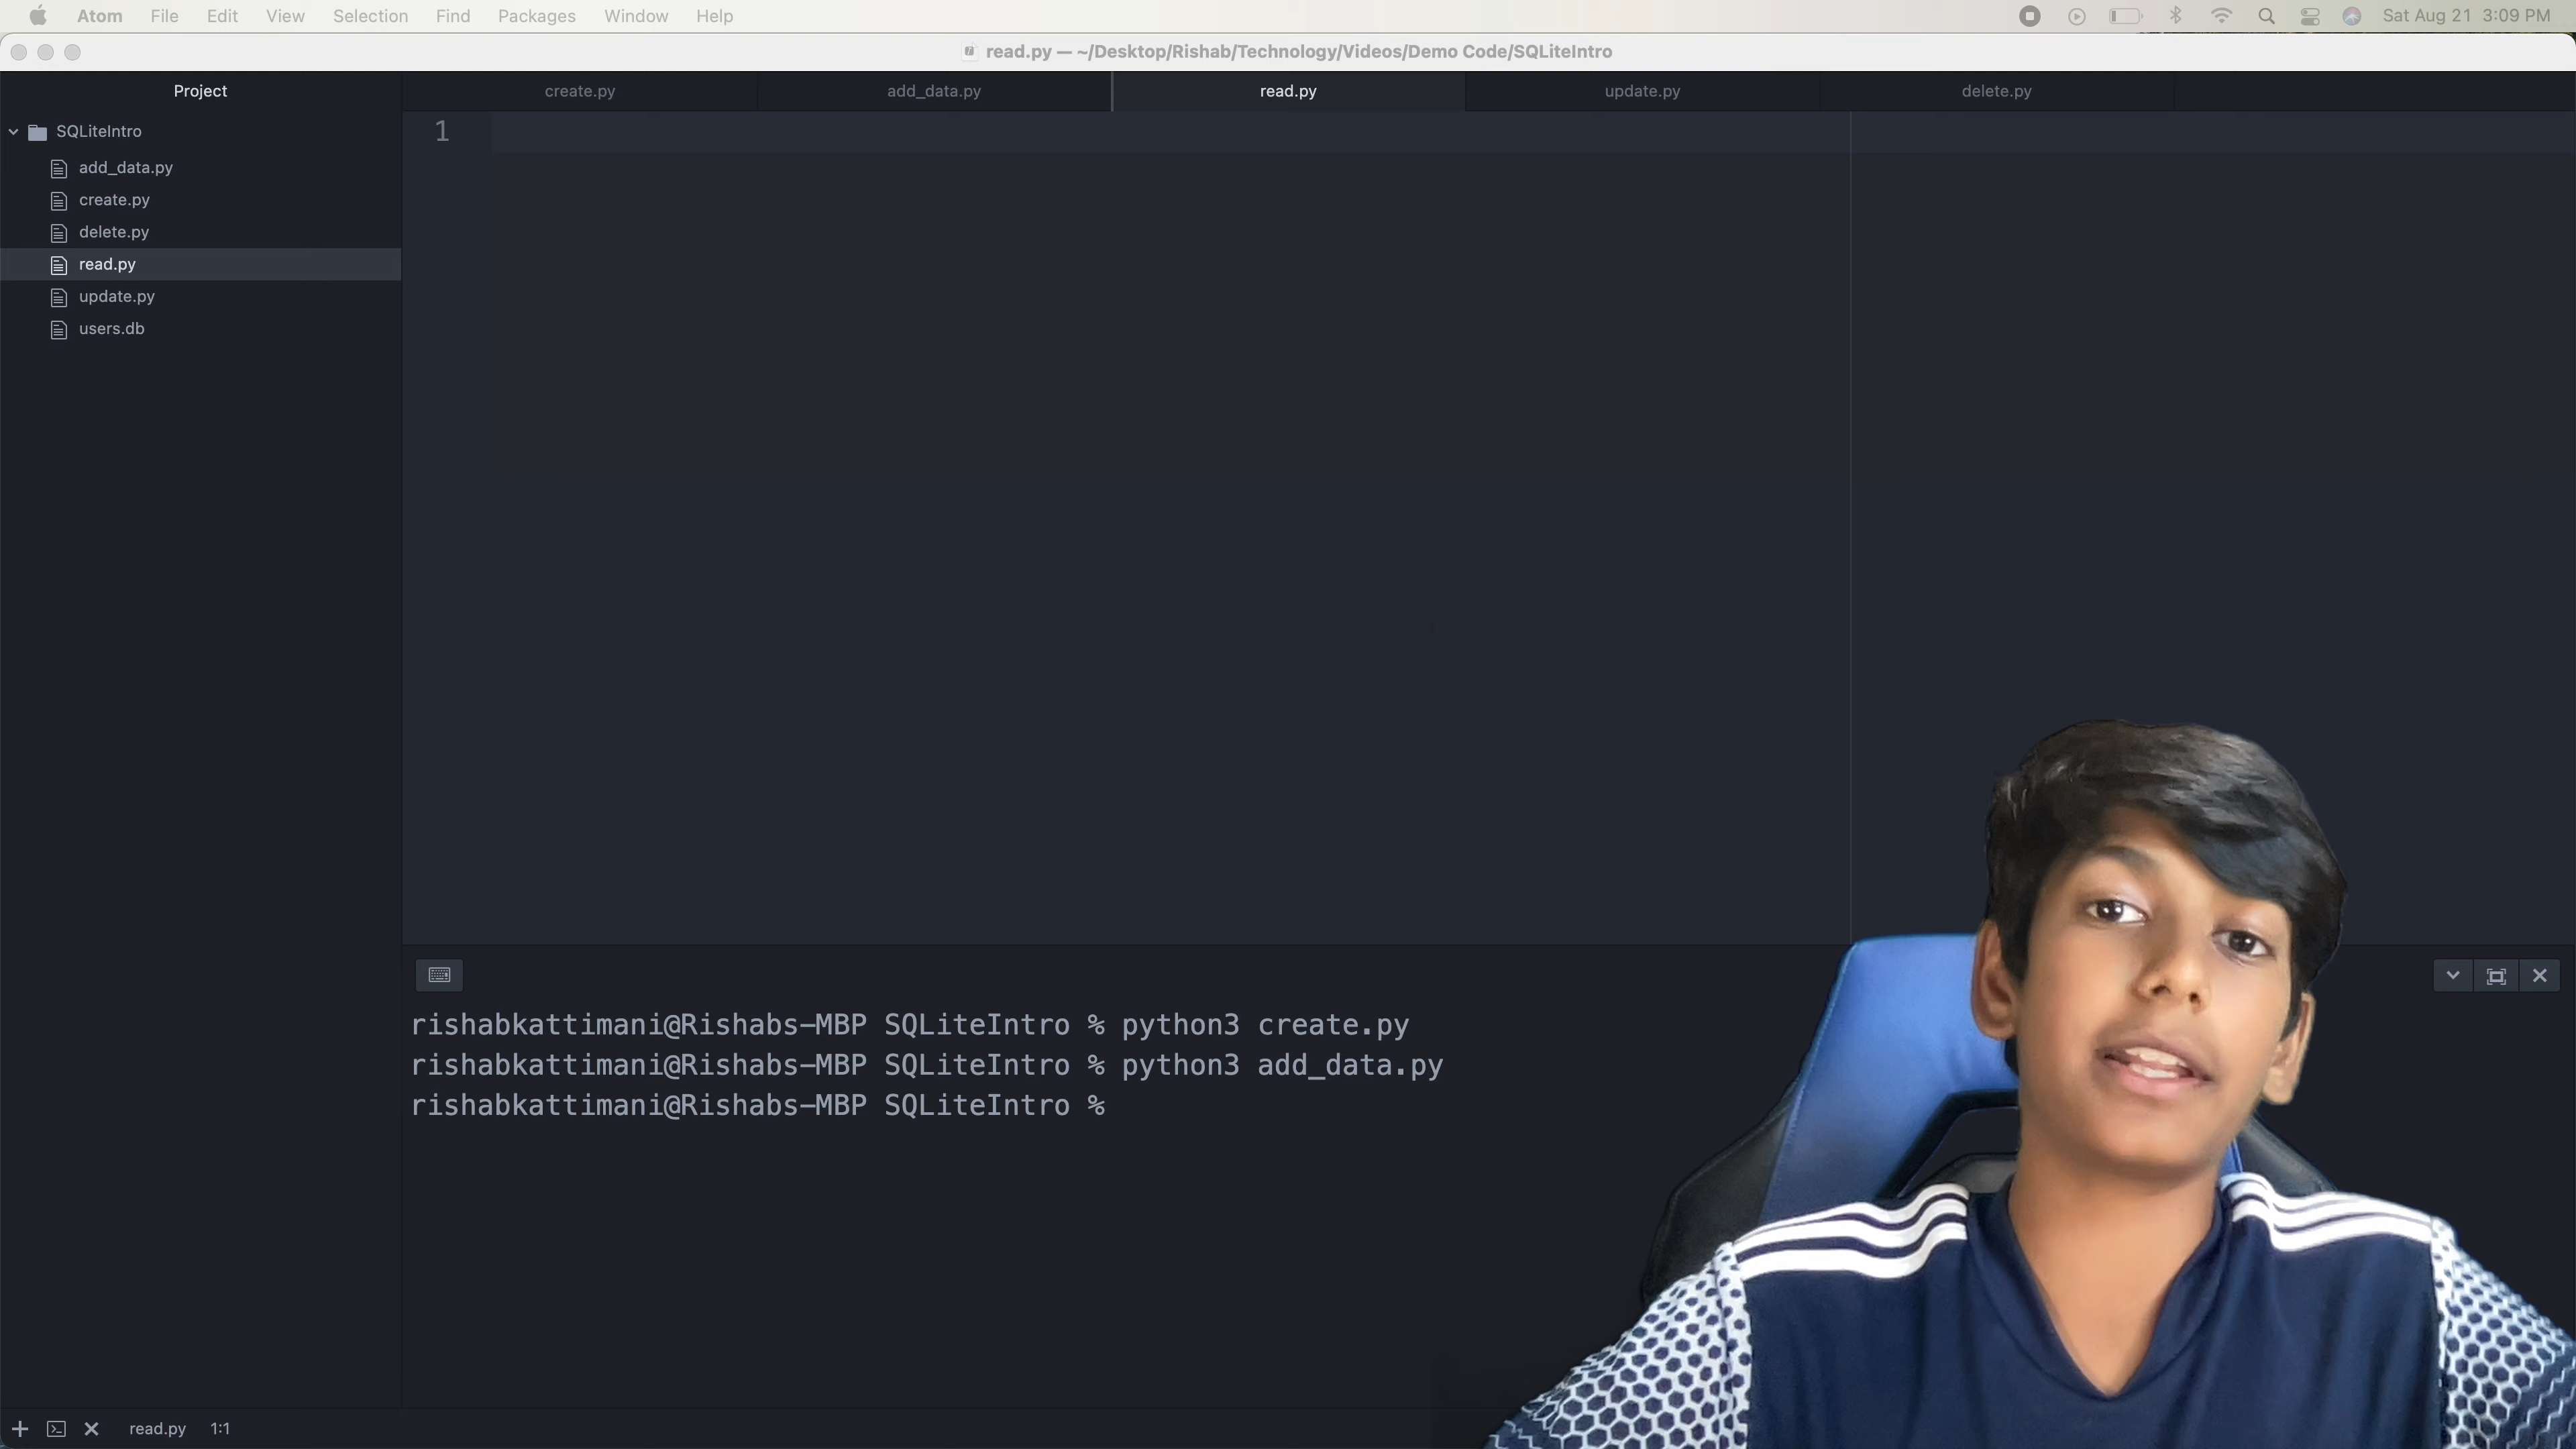 Atom File Edit View Selection Find Packages Window Help Sat Aug 21 3:09 PM
read.py — ~/Desktop/Rishab/Technology/Videos/Demo Code/SQLiteIntro
Project
create.py
add_data.py
read.py
update.py
delete.py
SQLiteIntro
add_data.py
create.py
delete.py
read.py
update.py
users.db
1
rishabkattimani@Rishabs-MBP SQLiteIntro % python3 create.py
rishabkattimani@Rishabs-MBP SQLiteIntro % python3 add_data.py
rishabkattimani@Rishabs-MBP SQLiteIntro %
read.py 1:1